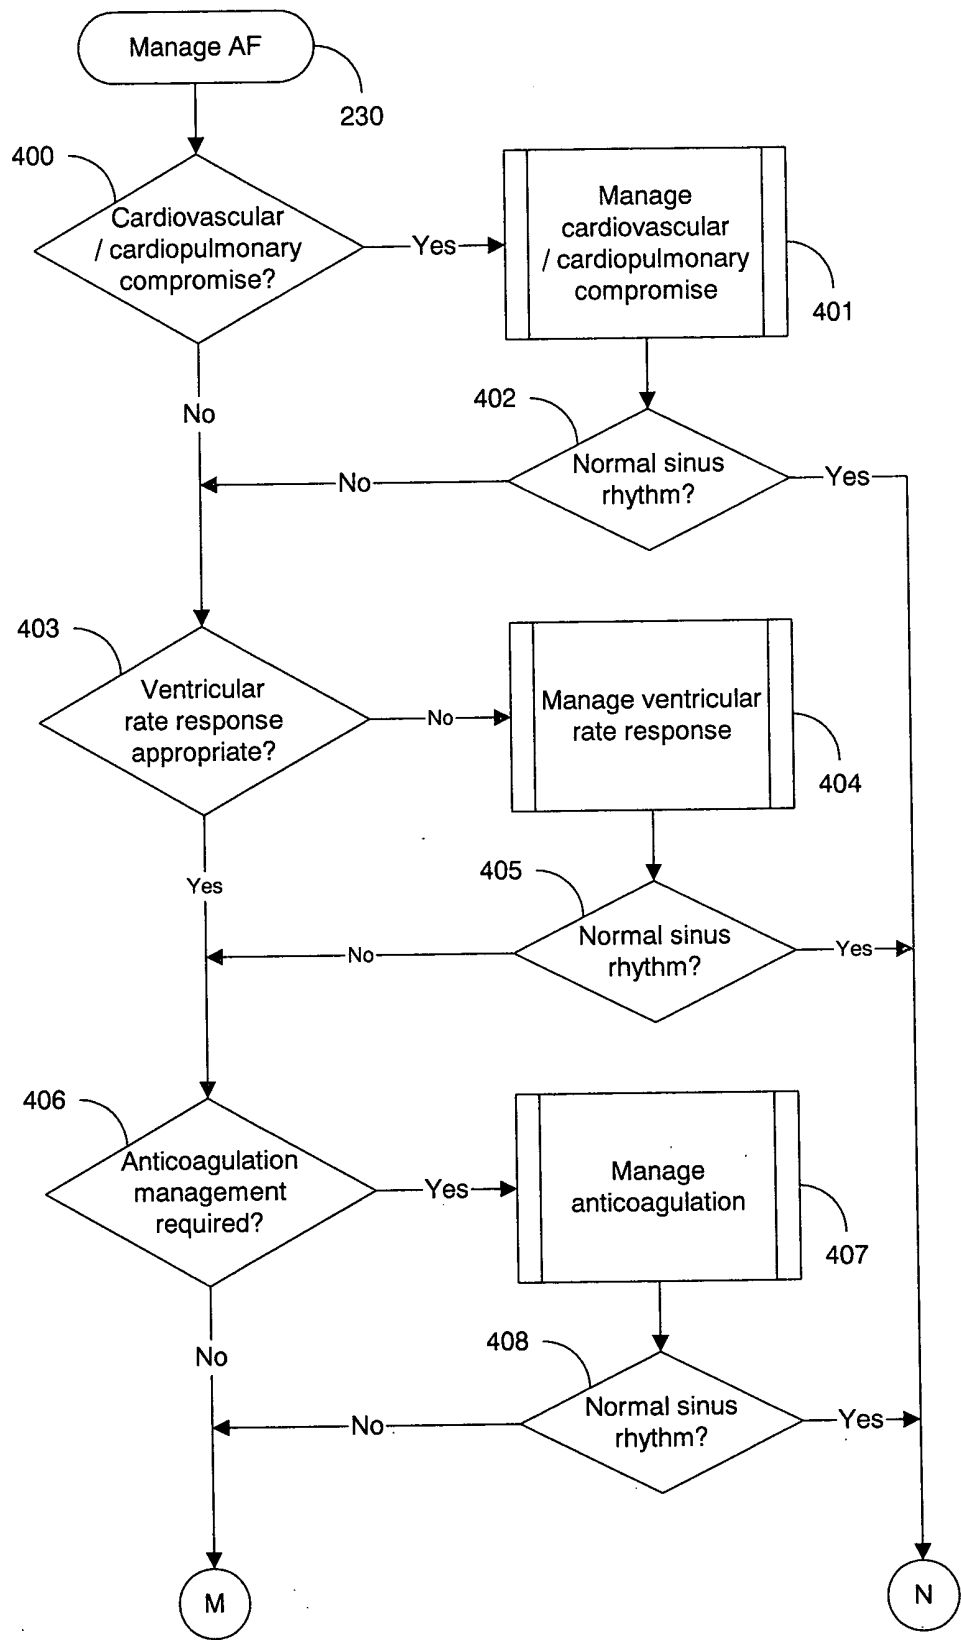 Manage AF
230
400
Cardiovascular
/ cardiopulmonary
compromise?
Yes
Manage
cardiovascular
/ cardiopulmonary
compromise
401
No
402
Normal sinus
rhythm?
No
Yes
403
Ventricular
rate response
appropriate?
No
Manage ventricular
rate response
404
Yes
405
Normal sinus
rhythm?
No
Yes
406
Anticoagulation
management
required?
Yes
Manage
anticoagulation
407
No
408
Normal sinus
rhythm?
No
Yes
M
N